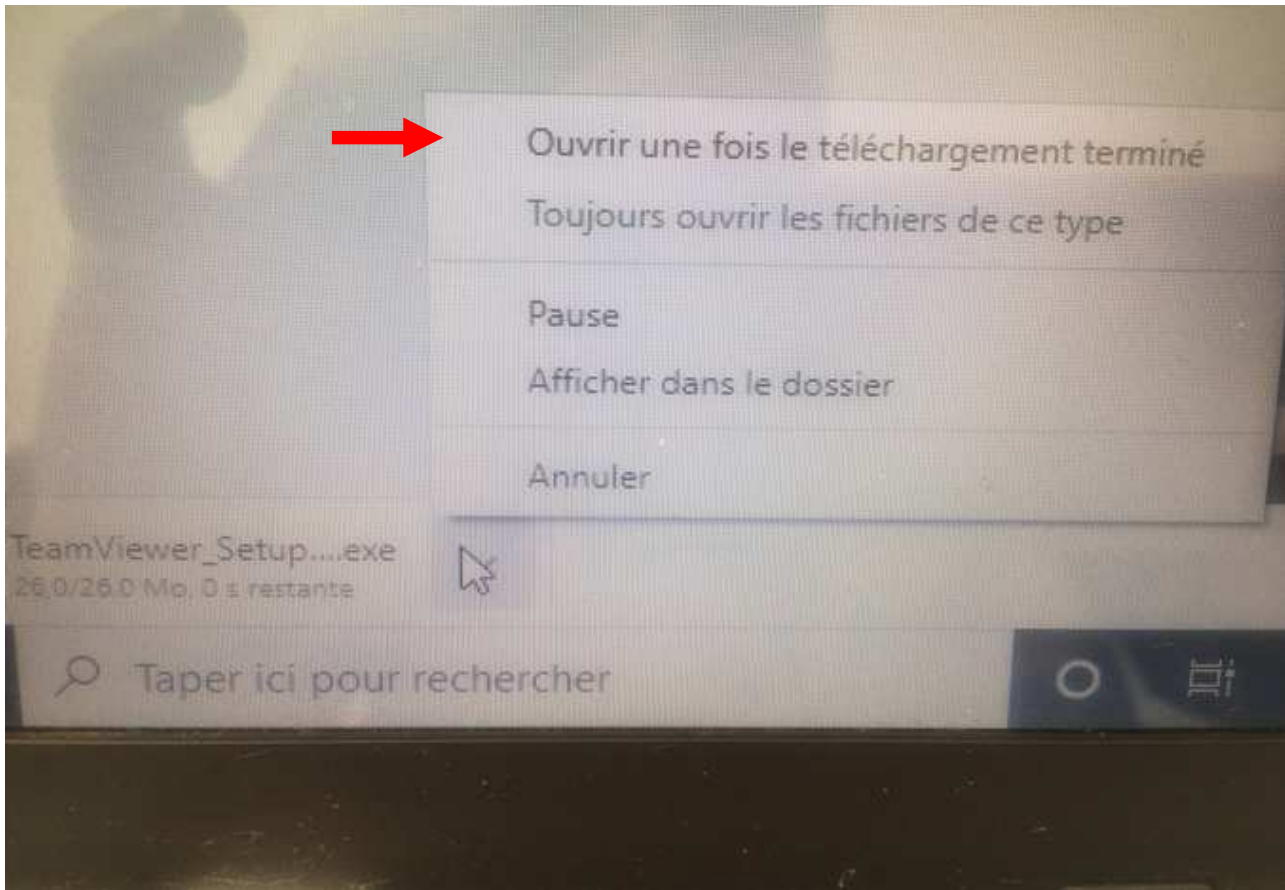 Ouvrir une fois le téléchargement terminé
Toujours ouvrir les fichiers de ce type
Pause
Afficher dans le dossier
Annuler
TeamViewer_Setup....exe
26,0/26,0 Mo, 0 s restante
Taper ici pour rechercher